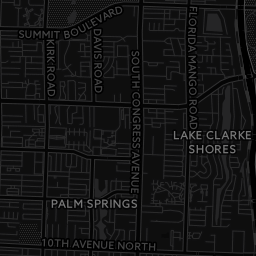 SUMMIT BOULEVARD
KIRK ROAD
DAVIS ROAD
SOUTH CONGRESS AVENUE
FLORIDA MANGO ROAD
LAKE CLARKE
SHORES
PALM SPRINGS
10TH AVENUE NORTH